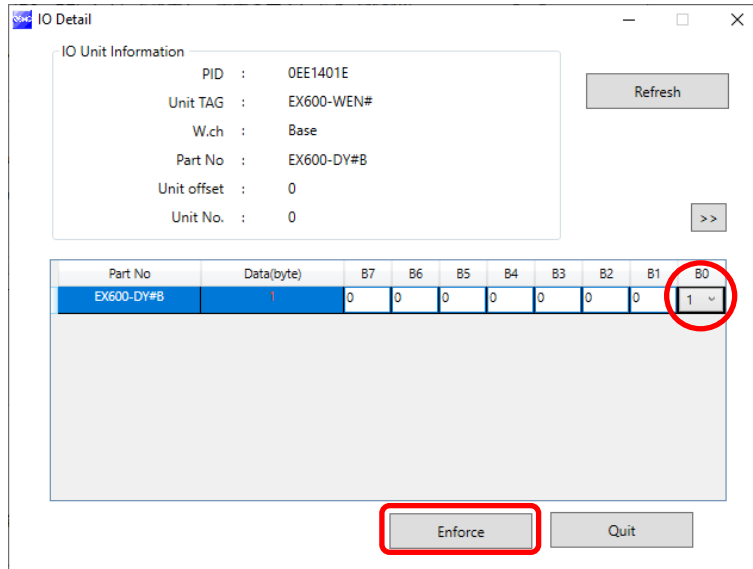 SMC IO Detail
IO Unit Information
PID : 0EE1401E
Unit TAG : EX600-WEN#
W.ch : Base
Part No : EX600-DY#B
Unit offset : 0
Unit No. : 0
Refresh
>>
Part No Data(byte) B7 B6 B5 B4 B3 B2 B1 B0
EX600-DY#B 1 0 0 0 0 0 0 0 1
Enforce Quit